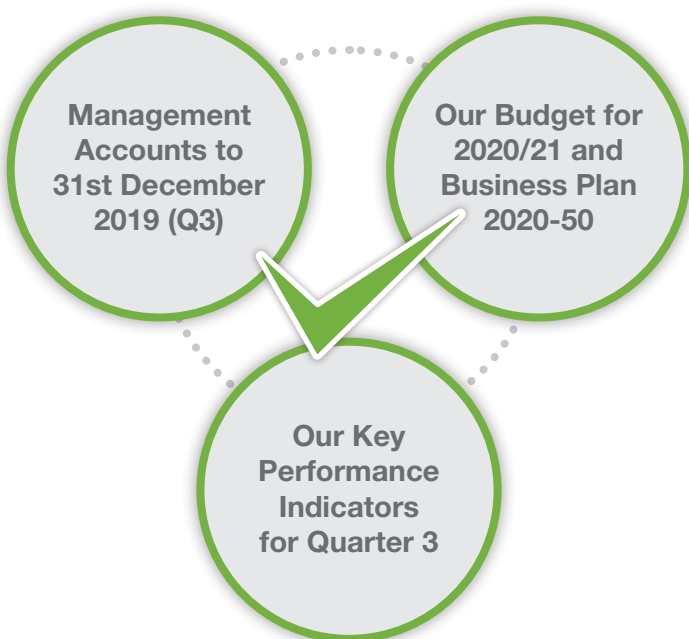 Management
Accounts to
31st December
2019 (Q3)
Our Budget for
2020/21 and
Business Plan
2020-50
Our Key
Performance
Indicators
for Quarter 3